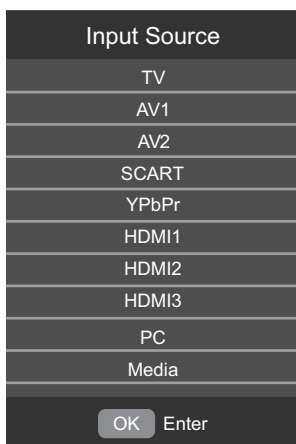 Input Source
TV
AV1
AV2
SCART
YPbPr
HDMI1
HDMI2
HDMI3
PC
Media
OK Enter